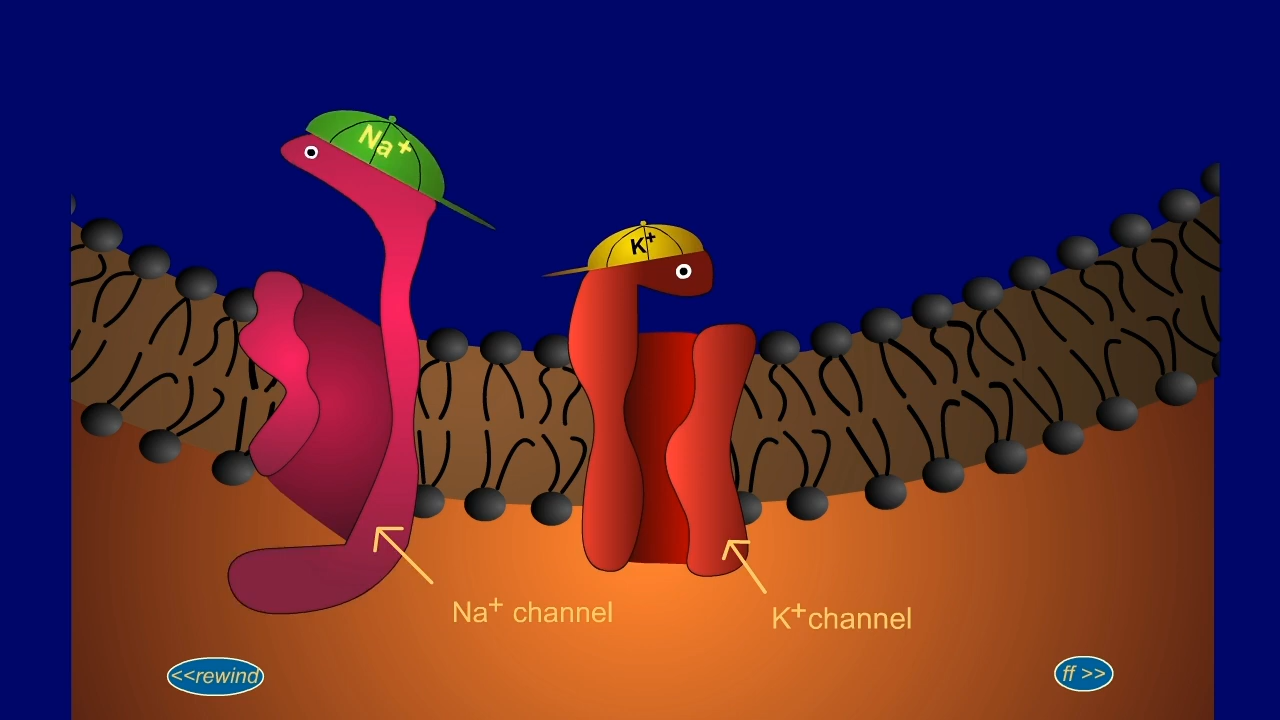 Na⁺
K⁺
Na⁺ channel
K⁺channel
<<rewind
ff >>